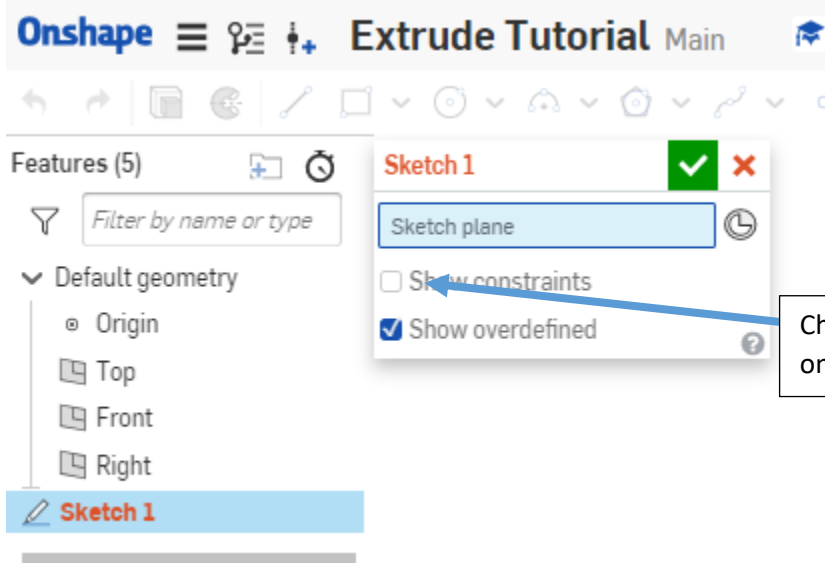 Onshape Extrude Tutorial Main
Features (5)
Filter by name or type
Default geometry
Origin
Top
Front
Right
Sketch 1
Sketch 1
Sketch plane
Show constraints
Show overdefined
?